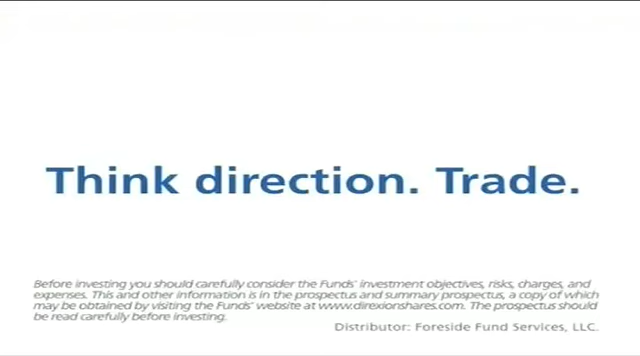 Think direction. Trade.
Before investing you should carefully consider the Funds' investment objectives, risks, charges, and
expenses. This and other information is in the prospectus and summary prospectus, a copy of which
may be obtained by visiting the Funds' website at www.direxionshares.com. The prospectus should
be read carefully before investing.
Distributor: Foreside Fund Services, LLC.